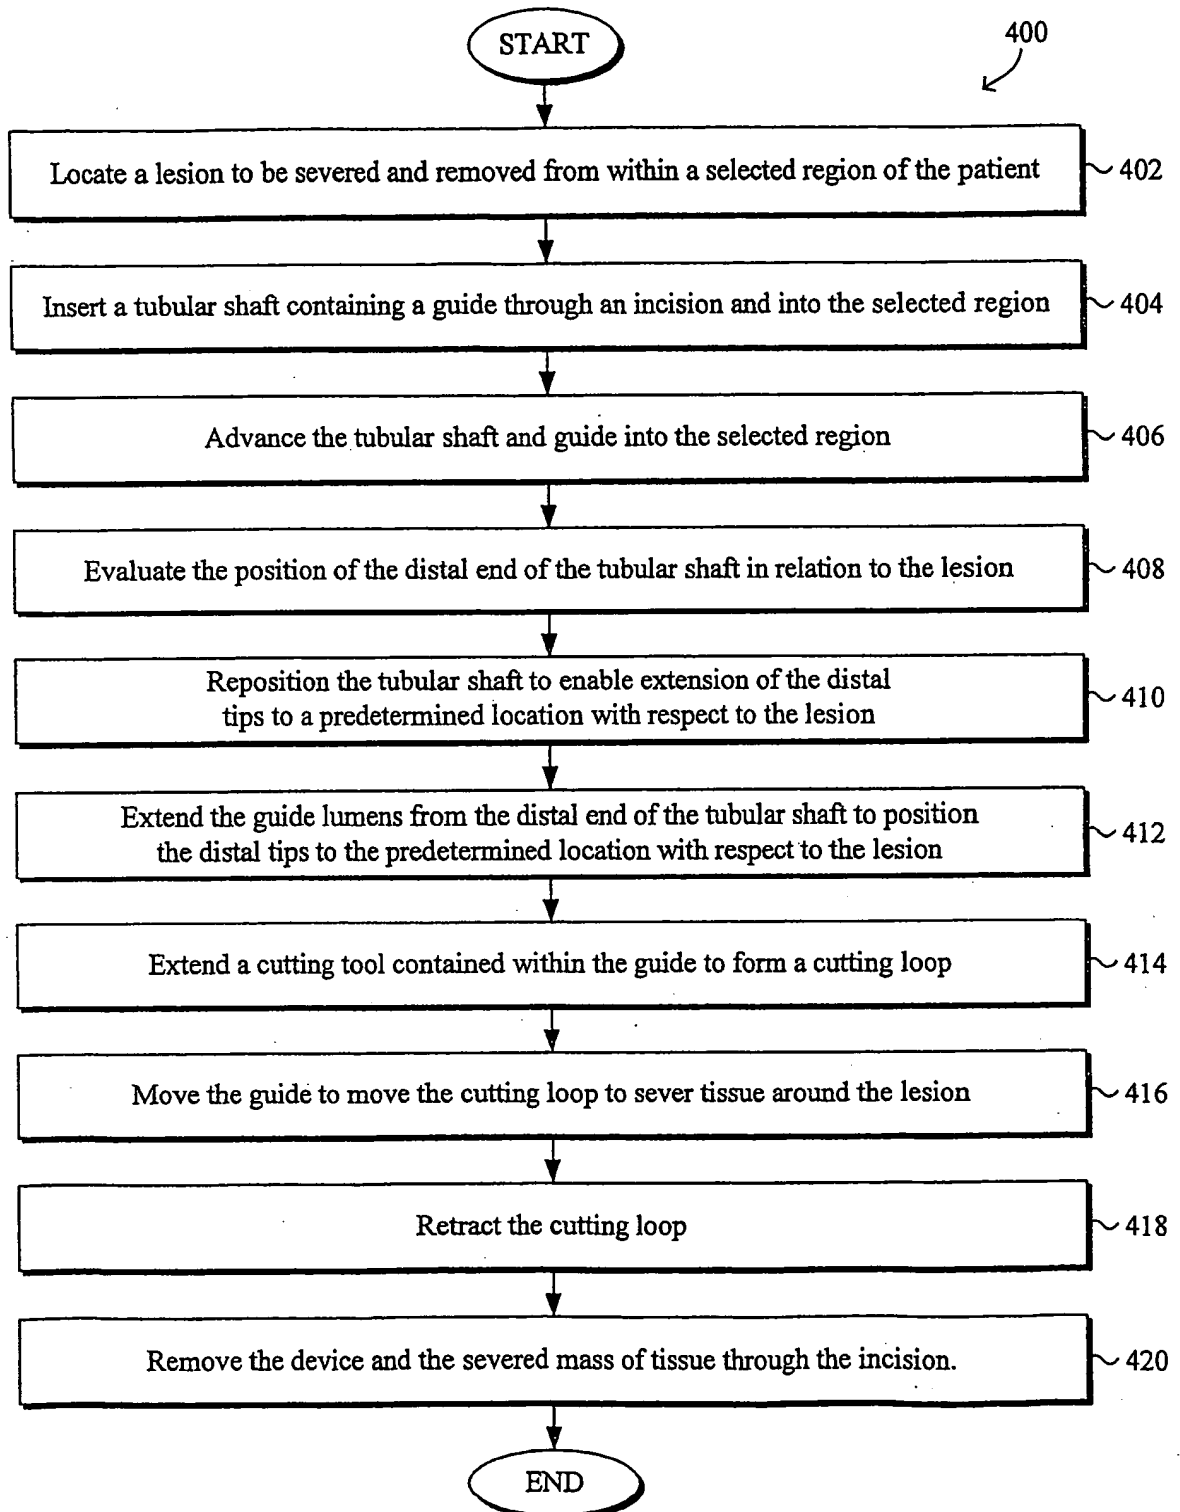 START
400
Locate a lesion to be severed and removed from within a selected region of the patient
402
Insert a tubular shaft containing a guide through an incision and into the selected region
404
Advance the tubular shaft and guide into the selected region
406
Evaluate the position of the distal end of the tubular shaft in relation to the lesion
408
Reposition the tubular shaft to enable extension of the distal
tips to a predetermined location with respect to the lesion
410
Extend the guide lumens from the distal end of the tubular shaft to position
the distal tips to the predetermined location with respect to the lesion
412
Extend a cutting tool contained within the guide to form a cutting loop
414
Move the guide to move the cutting loop to sever tissue around the lesion
416
Retract the cutting loop
418
Remove the device and the severed mass of tissue through the incision.
420
END